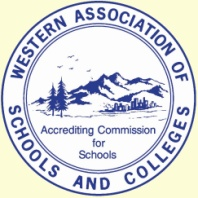 WESTERN ASSOCIATION OF
SCHOOLS AND COLLEGES
Accrediting Commission
for
Schools